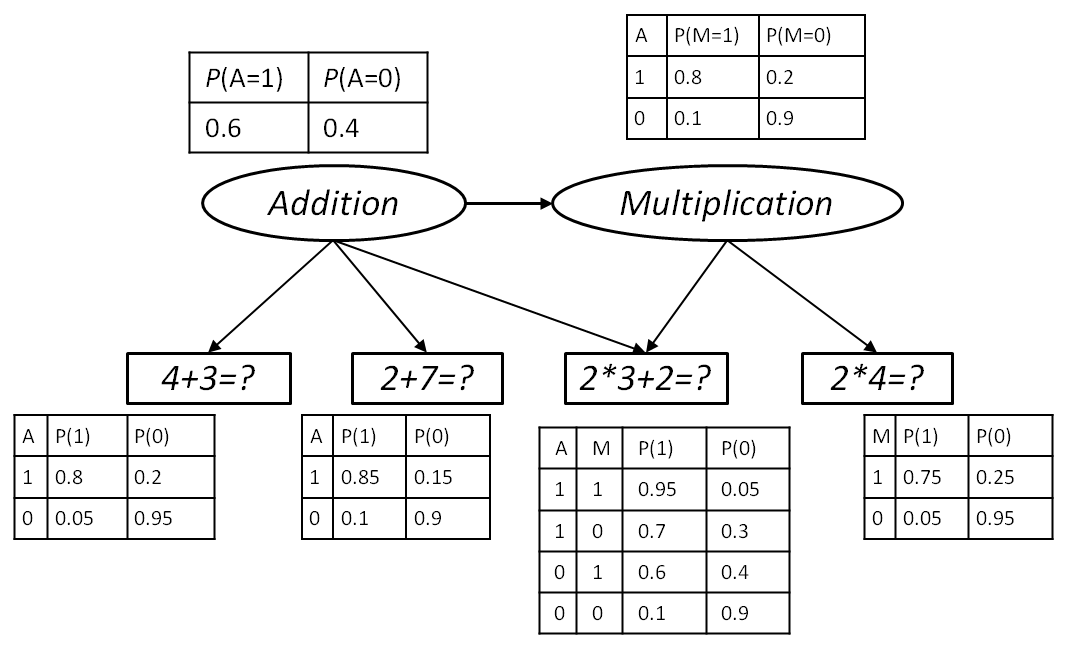 A P(M=1) P(M=0)
1 0.8 0.2
0 0.1 0.9
P(A=1) P(A=0)
0.6 0.4
Addition
Multiplication
4+3=?
2+7=?
2*3+2=?
2*4=?
A P(1) P(0)
1 0.8 0.2
0 0.05 0.95
A P(1) P(0)
1 0.85 0.15
0 0.1 0.9
A M P(1) P(0)
1 1 0.95 0.05
1 0 0.7 0.3
0 1 0.6 0.4
0 0 0.1 0.9
M P(1) P(0)
1 0.75 0.25
0 0.05 0.95